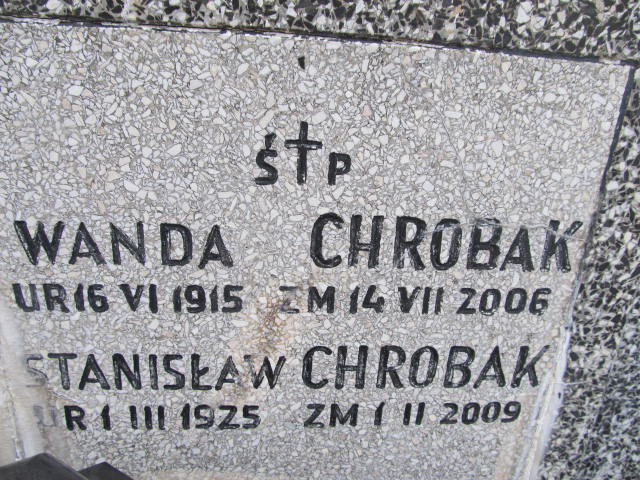 Ś † P
WANDA CHROBAK
UR 16 VI 1915 ZM 14 VII 2006
STANISŁAW CHROBAK
UR 1 III 1925 ZM 1 II 2009